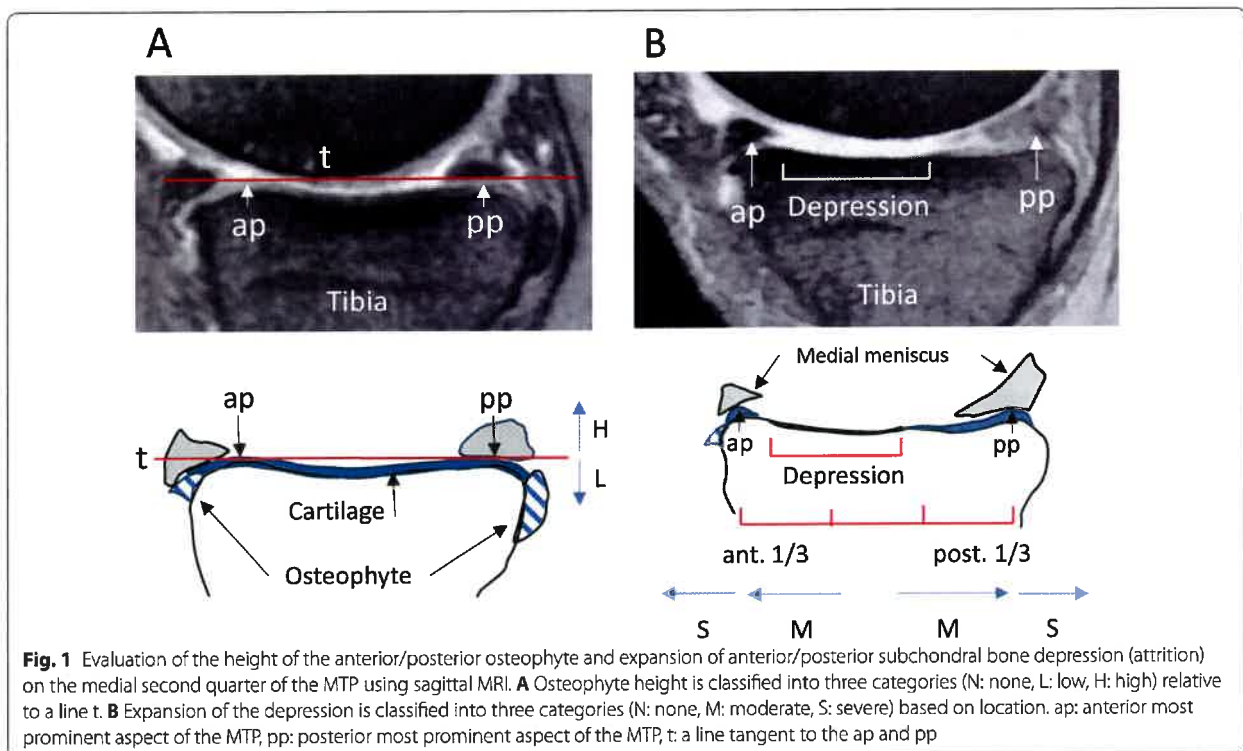 A
B
t
ap
pp
Tibia
ap
Depression
pp
Tibia
ap
pp
H
t
L
Cartilage
Osteophyte
Medial meniscus
ap
pp
Depression
ant. 1/3
post. 1/3
S
M
M
S
Fig. 1 Evaluation of the height of the anterior/posterior osteophyte and expansion of anterior/posterior subchondral bone depression (attrition)
on the medial second quarter of the MTP using sagittal MRI. A Osteophyte height is classified into three categories (N: none, L: low, H: high) relative
to a line t. B Expansion of the depression is classified into three categories (N: none, M: moderate, S: severe) based on location. ap: anterior most
prominent aspect of the MTP, pp: posterior most prominent aspect of the MTP, t: a line tangent to the ap and pp